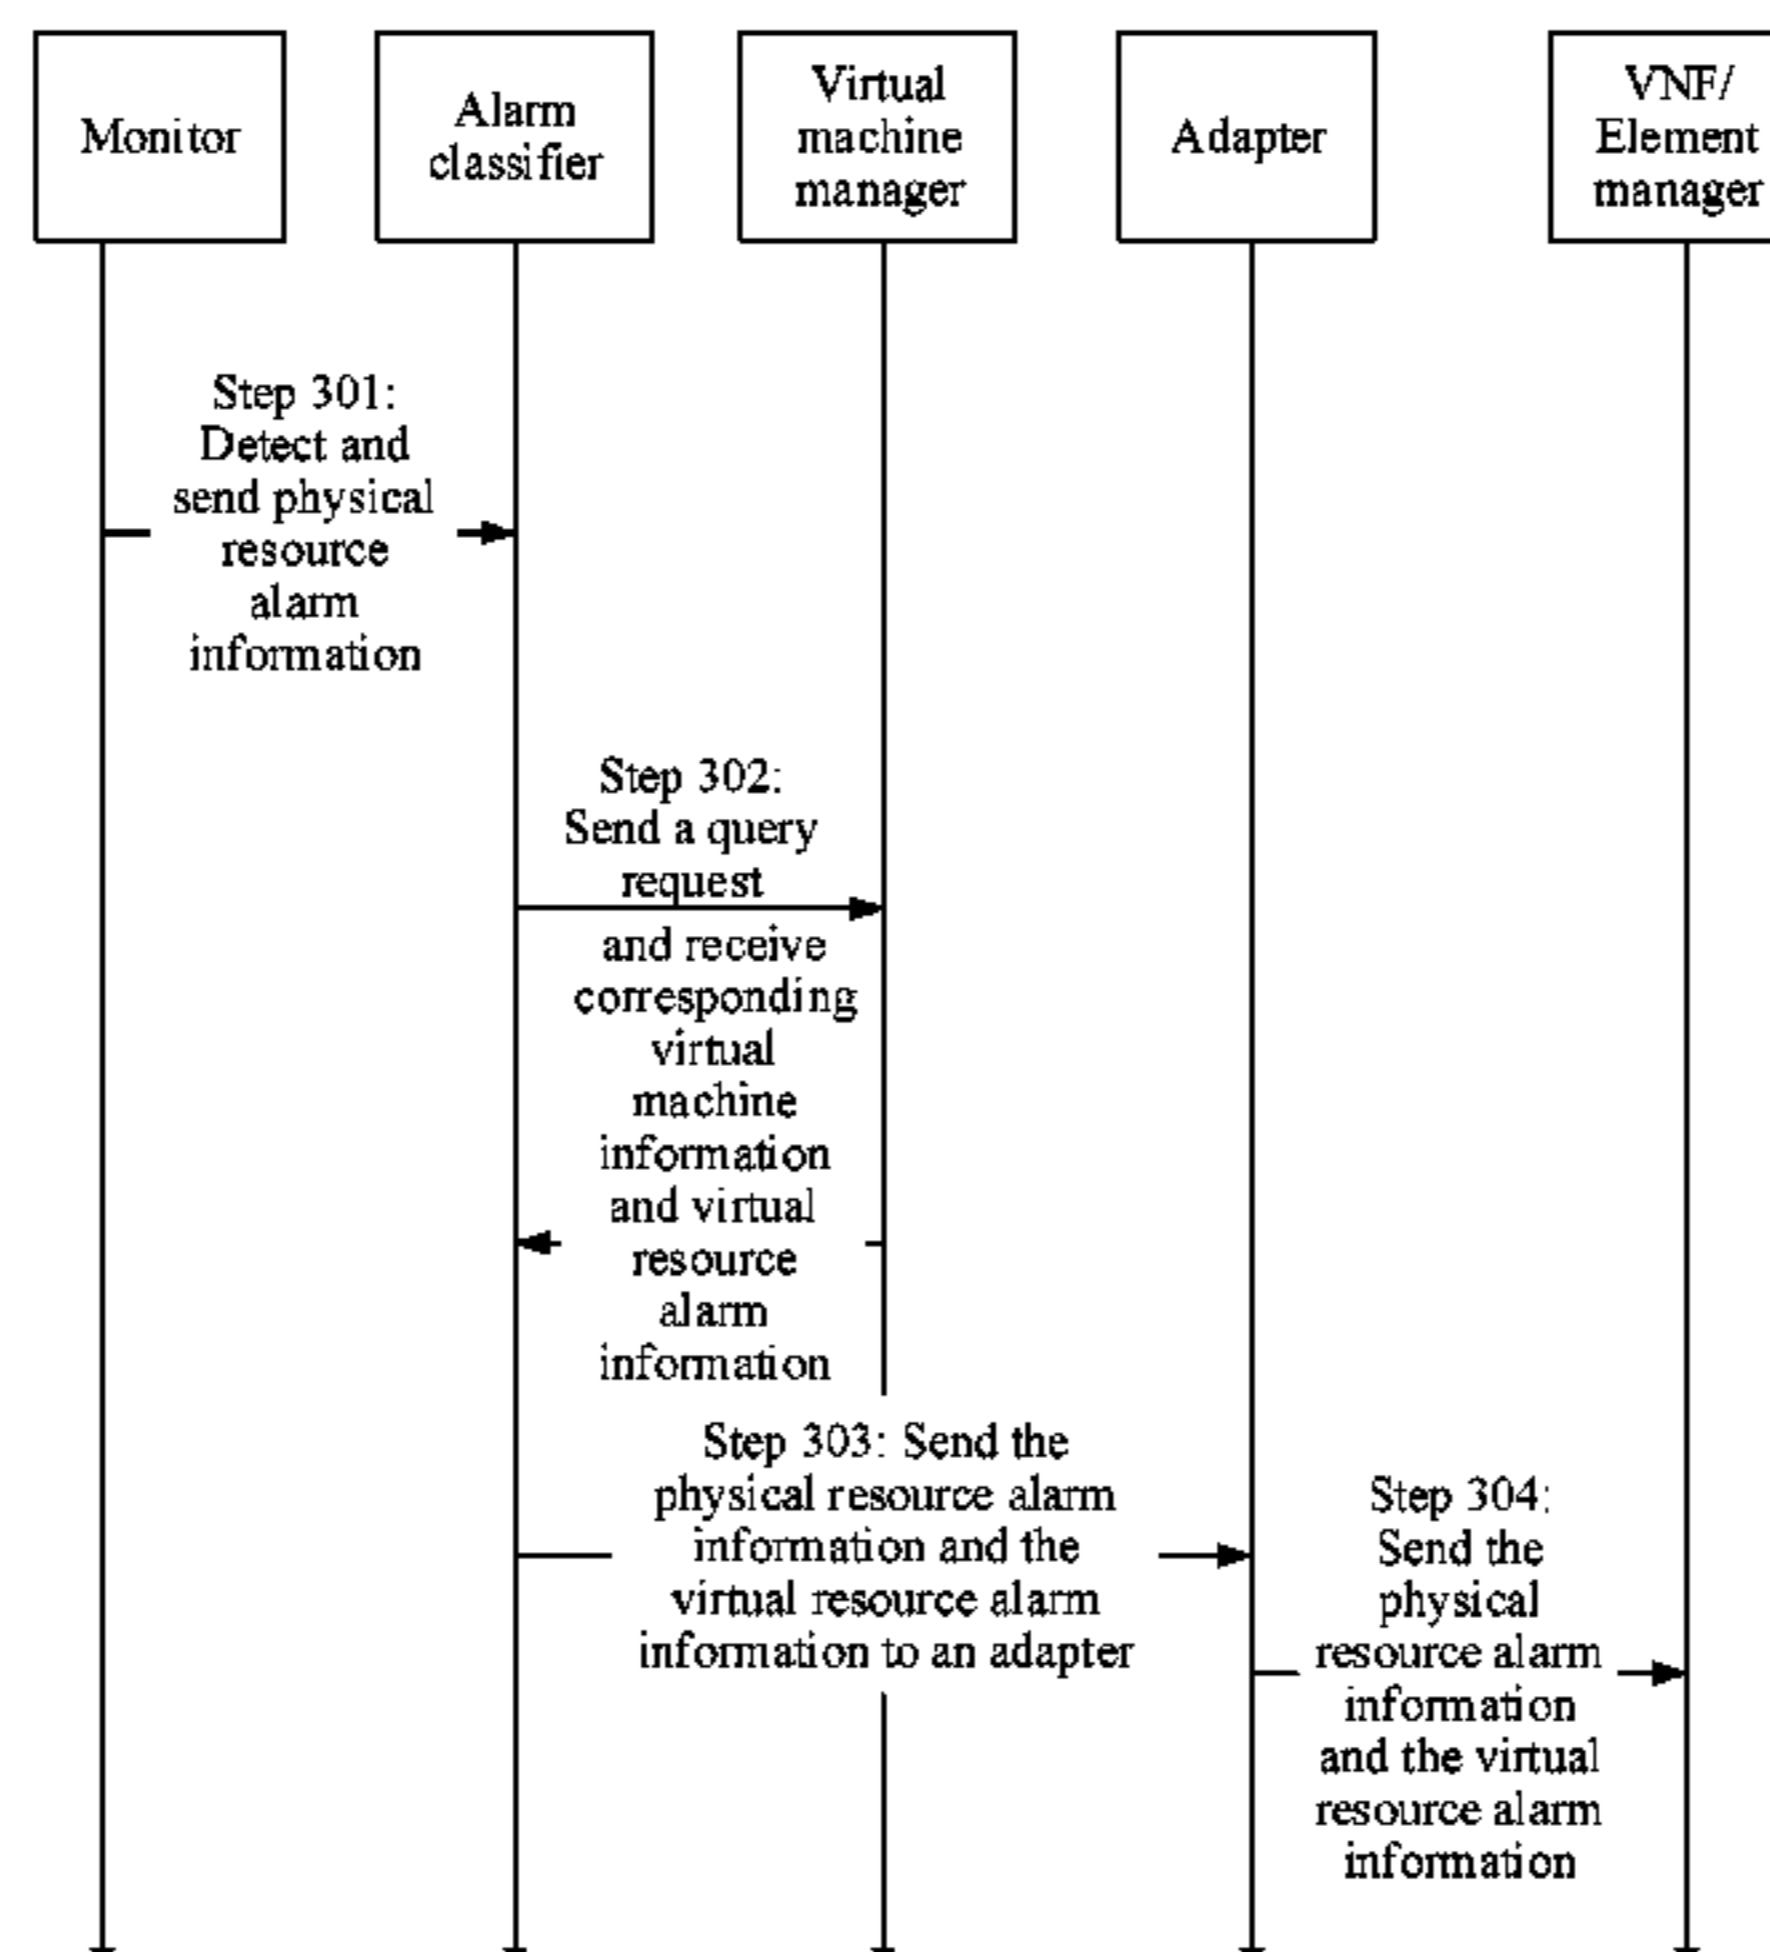 Monitor
Alarm
classifier
Virtual
machine
manager
Adapter
VNF/
Element
manager
Step 301:
Detect and
send physical
resource
alarm
information
Step 302:
Send a query
request
and receive
corresponding
virtual
machine
information
and virtual
resource
alarm
information
Step 303: Send the
physical resource alarm
information and the
virtual resource alarm
information to an adapter
Step 304:
Send the
physical
resource alarm
information
and the virtual
resource alarm
information